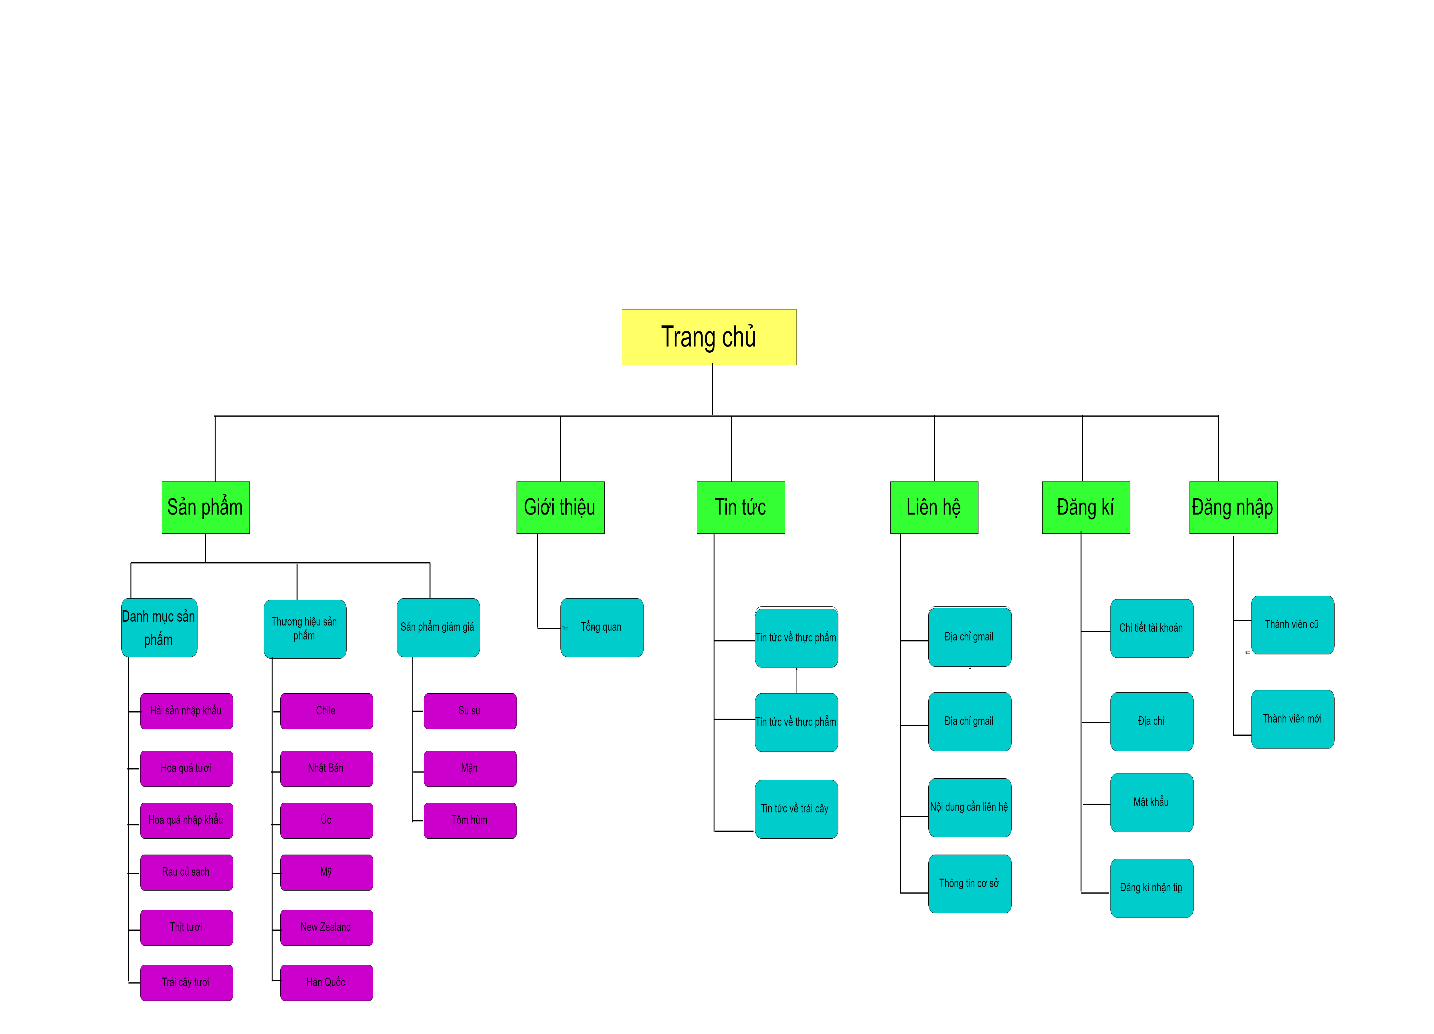 Trang chủ
Sản phẩm
Giới thiệu
Tin tức
Liên hệ
Đăng kí
Đăng nhập
Danh mục sản
phẩm
Thương hiệu sản
phẩm
Sản phẩm giảm giá
Tổng quan
Tin tức về thực phẩm
Địa chỉ gmail
Chi tiết tài khoản
Thành viên cũ
Hải sản nhập khẩu
Chile
Su su
Tin tức về thực phẩm
Địa chỉ gmail
Địa chỉ
Thành viên mới
Hoa quả tươi
Nhật Bản
Mận
Hoa quả nhập khẩu
Úc
Tôm hùm
Tin tức về trái cây
Nội dung cần liên hệ
Mật khẩu
Rau củ sạch
Mỹ
Thông tin cơ sở
Đăng kí nhận tip
Thịt tươi
New Zealand
Trái cây tươi
Hàn Quốc